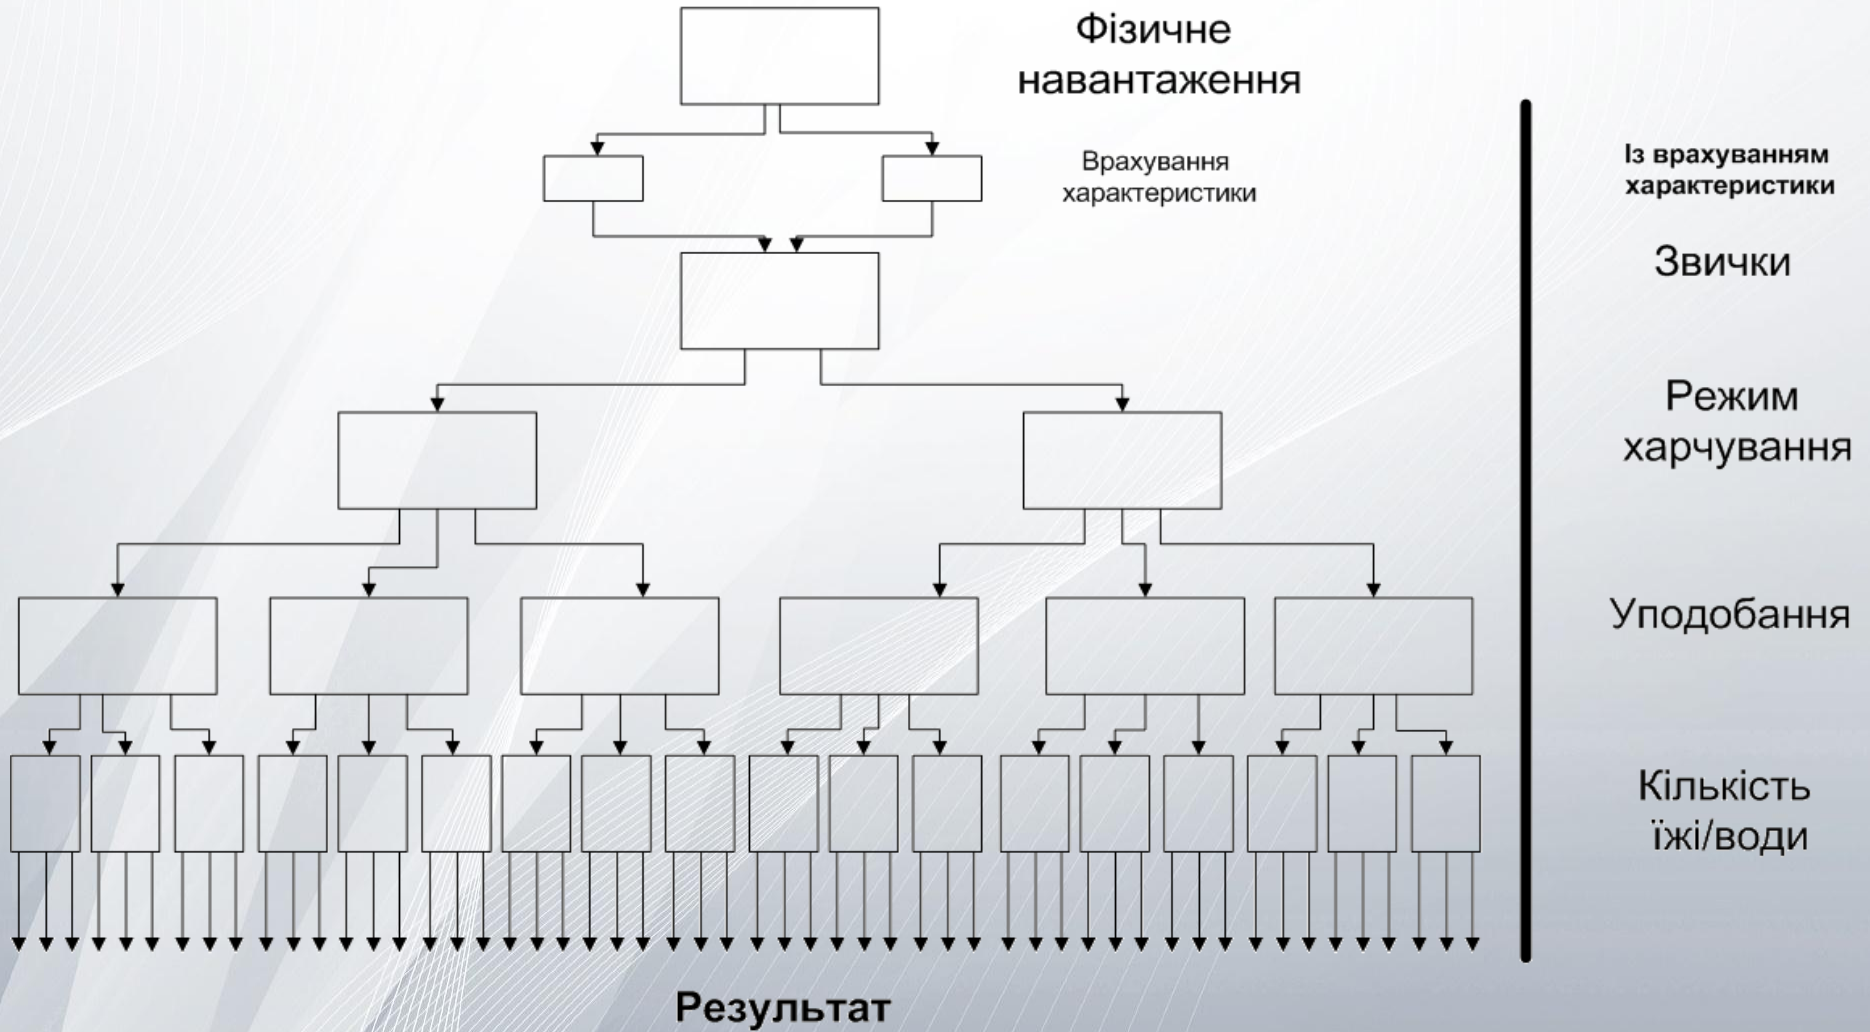 Фізичне
навантаження
Врахування
характеристики
Із врахуванням
характеристики
Звички
Режим
харчування
Уподобання
Кількість
їжі/води
Результат